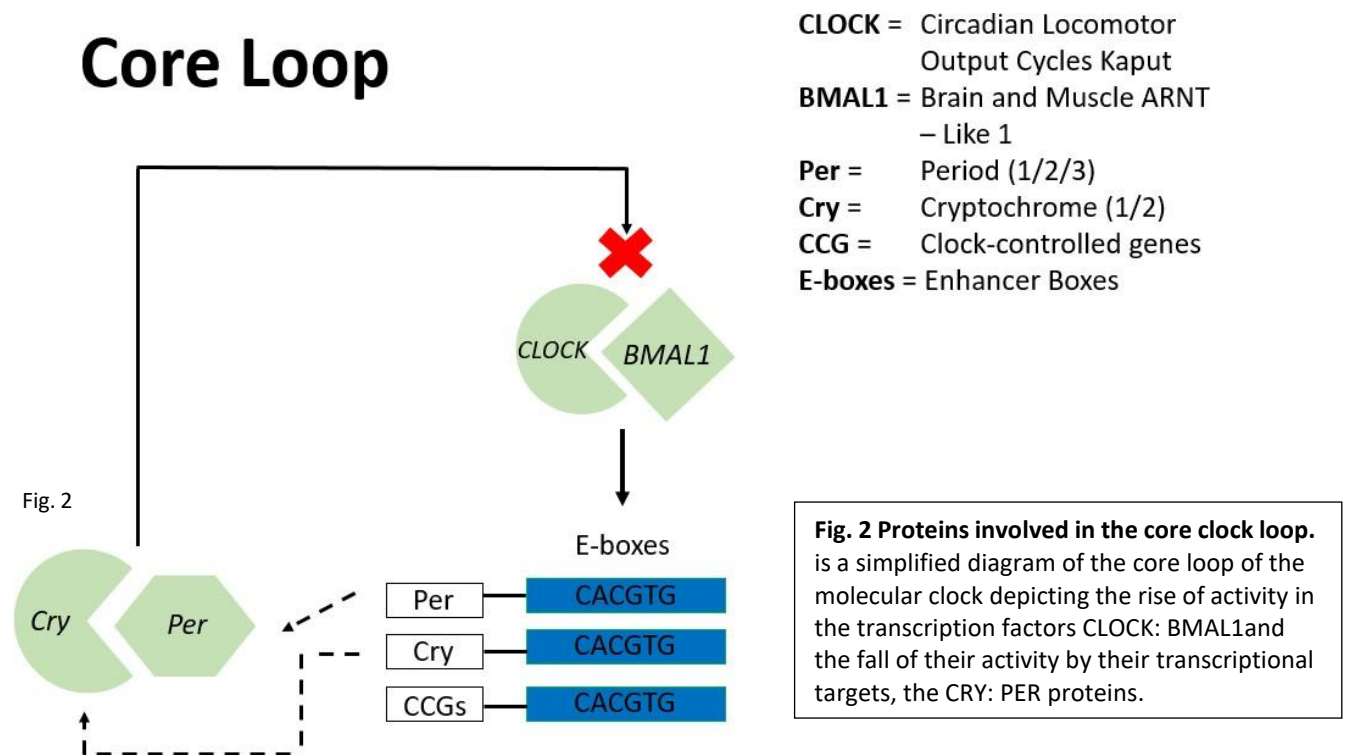 Core Loop
CLOCK = Circadian Locomotor
Output Cycles Kaput
BMAL1 = Brain and Muscle ARNT
– Like 1
Per = Period (1/2/3)
Cry = Cryptochrome (1/2)
CCG = Clock-controlled genes
E-boxes = Enhancer Boxes
CLOCK
BMAL1
Fig. 2
E-boxes
Cry
Per
Per
CACGTG
Cry
CACGTG
CCGs
CACGTG
Fig. 2 Proteins involved in the core clock loop.
is a simplified diagram of the core loop of the
molecular clock depicting the rise of activity in
the transcription factors CLOCK: BMAL1and
the fall of their activity by their transcriptional
targets, the CRY: PER proteins.